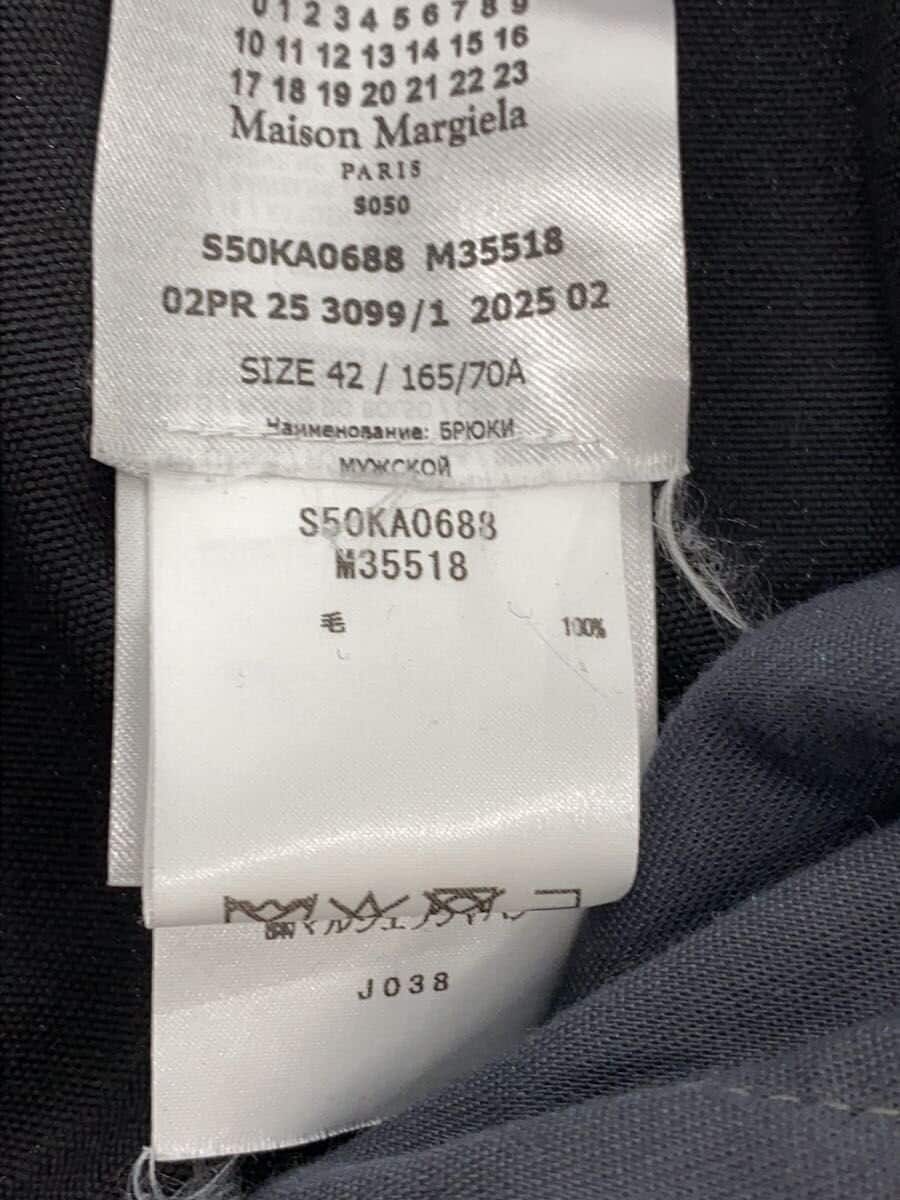 0 1 2 3 4 5 6 7 8 9
10 11 12 13 14 15 16
17 18 19 20 21 22 23
Maison Margiela
PARIS
S050
S50KA0688 M35518
02PR 25 3099/1 2025 02
SIZE 42 / 165/70A
Наименование: БРЮКИ
МУЖСКОЙ
S50KA0688
M35518
毛 100%
J038